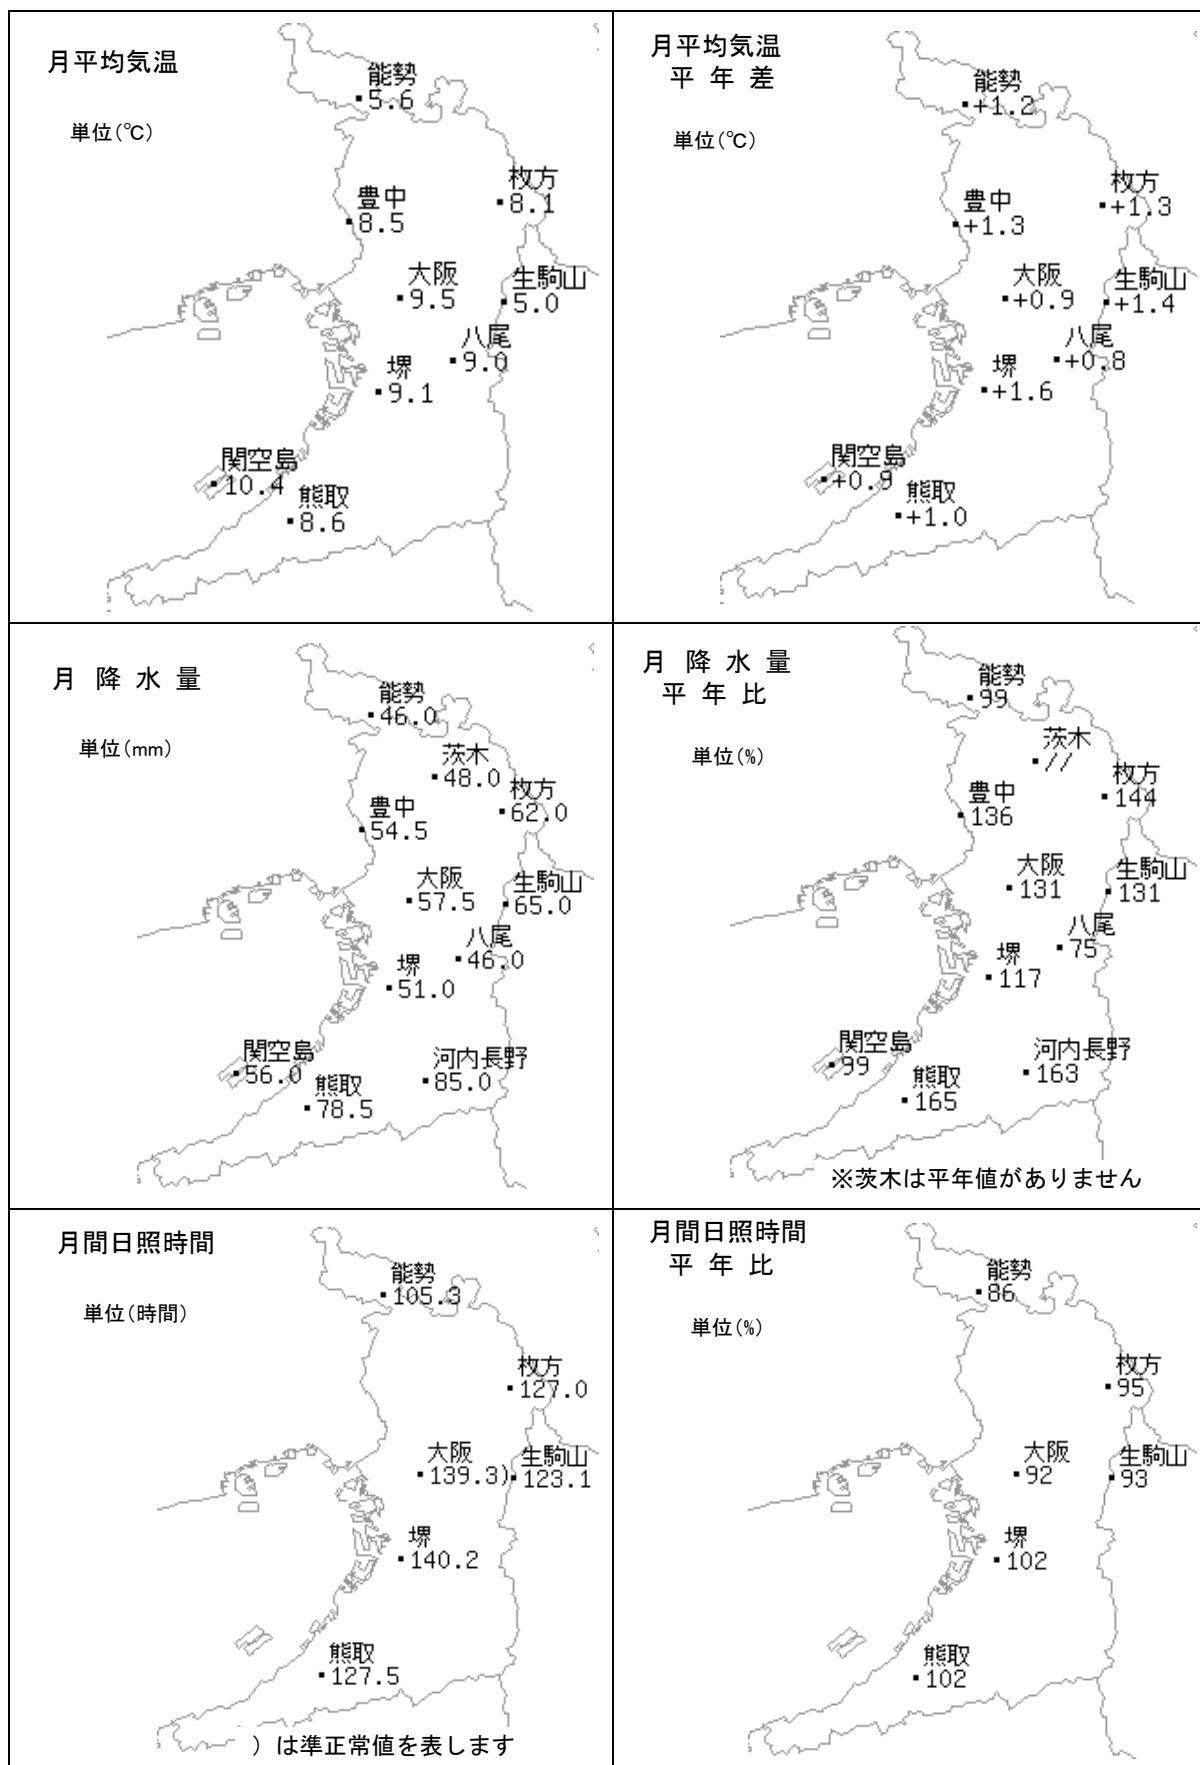 月平均気温
単位(℃)
能勢
5.6
枚方
8.1
豊中
8.5
大阪
9.5
生駒山
5.0
八尾
9.0
堺
9.1
関空島
10.4
熊取
8.6
月平均気温
平 年 差
単位(℃)
能勢
+1.2
枚方
+1.3
豊中
+1.3
大阪
+0.9
生駒山
+1.4
八尾
+0.8
堺
+1.6
関空島
+0.9
熊取
+1.0
月 降 水 量
単位(mm)
能勢
46.0
茨木
48.0
枚方
62.0
豊中
54.5
大阪
57.5
生駒山
65.0
八尾
46.0
堺
51.0
関空島
56.0
河内長野
85.0
熊取
78.5
月 降 水 量
平 年 比
単位(%)
能勢
99
茨木
//
枚方
144
豊中
136
大阪
131
生駒山
131
八尾
75
堺
117
関空島
99
河内長野
163
熊取
165
※茨木は平年値がありません
月間日照時間
単位(時間)
能勢
105.3
枚方
127.0
大阪
139.3)
生駒山
123.1
堺
140.2
熊取
127.5
)は準正常値を表します
月間日照時間
平 年 比
単位(%)
能勢
86
枚方
95
大阪
92
生駒山
93
堺
102
熊取
102